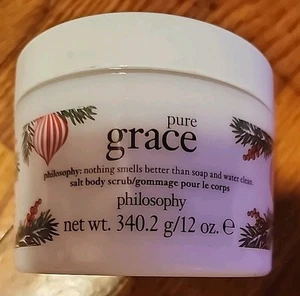 pure
grace
philosophy: nothing smells better than soap and water clean.
salt body scrub/gommage pour le corps
philosophy
net wt. 340.2 g/12 oz. ℮